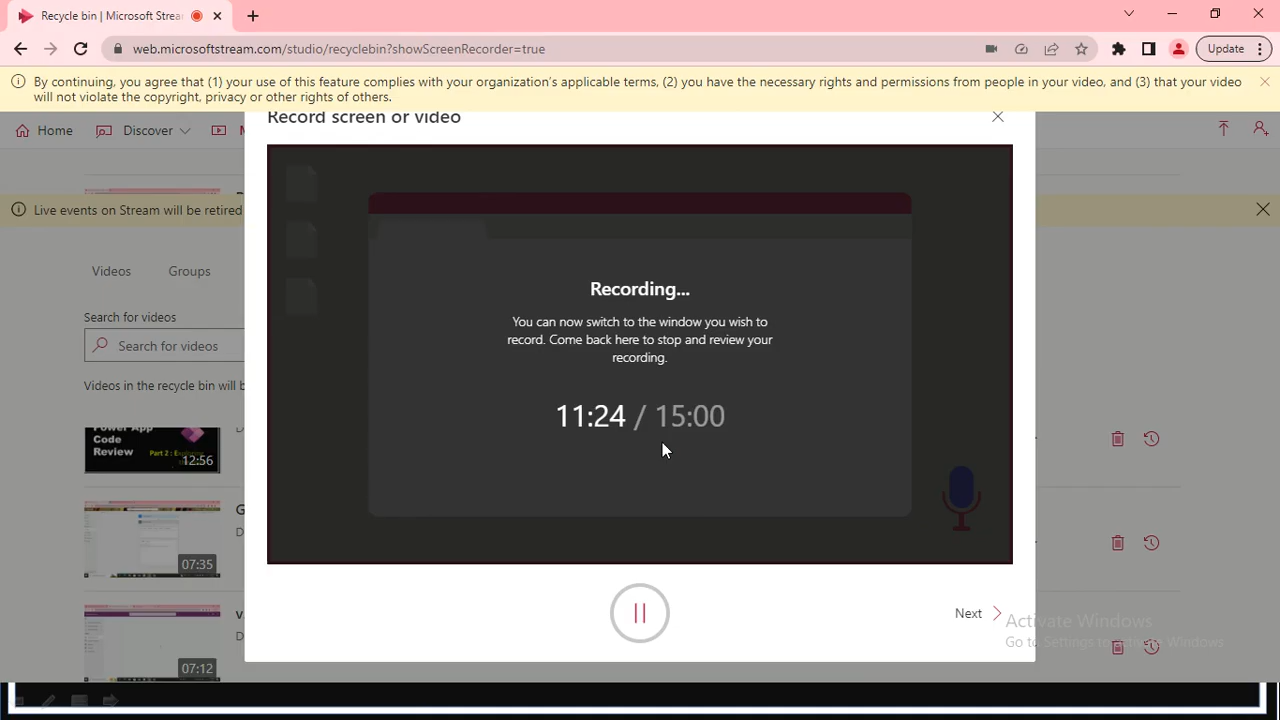 Recycle bin | Microsoft Strea
web.microsoftstream.com/studio/recyclebin?showScreenRecorder=true
Update
By continuing, you agree that (1) your use of this feature complies with your organization's applicable terms, (2) you have the necessary rights and permissions from people in your video, and (3) that your video
will not violate the copyright, privacy or other rights of others.
Record screen or video
Home
Discover
Live events on Stream will be retired
Videos
Groups
Search for videos
Search for videos
Videos in the recycle bin will b
Recording...
You can now switch to the window you wish to
record. Come back here to stop and review your
recording.
11:24 / 15:00
Power App
Code
Review
Part 2 :
12:56
07:35
07:12
Next
Activate Windows
Go to Settings to activate Windows